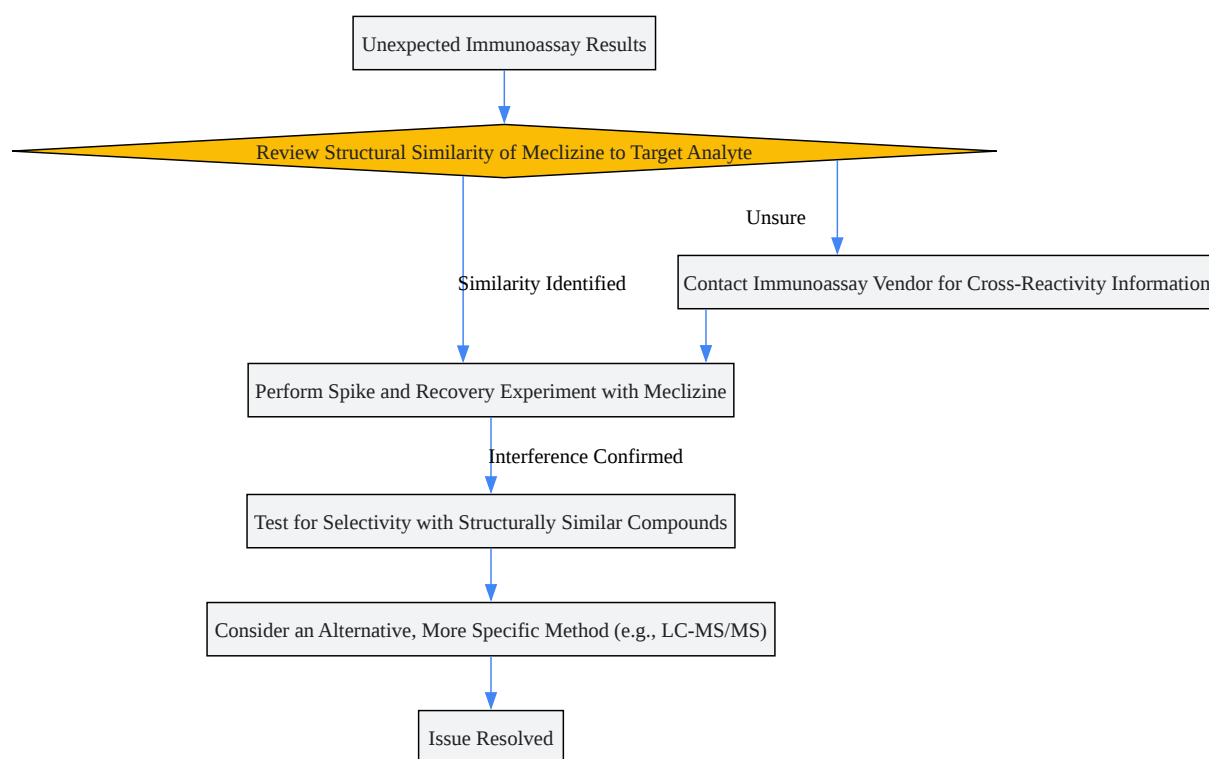 Unexpected Immunoassay Results
Review Structural Similarity of Meclizine to Target Analyte
Unsure
Similarity Identified
Contact Immunoassay Vendor for Cross-Reactivity Information
Perform Spike and Recovery Experiment with Meclizine
Interference Confirmed
Test for Selectivity with Structurally Similar Compounds
Consider an Alternative, More Specific Method (e.g., LC-MS/MS)
Issue Resolved